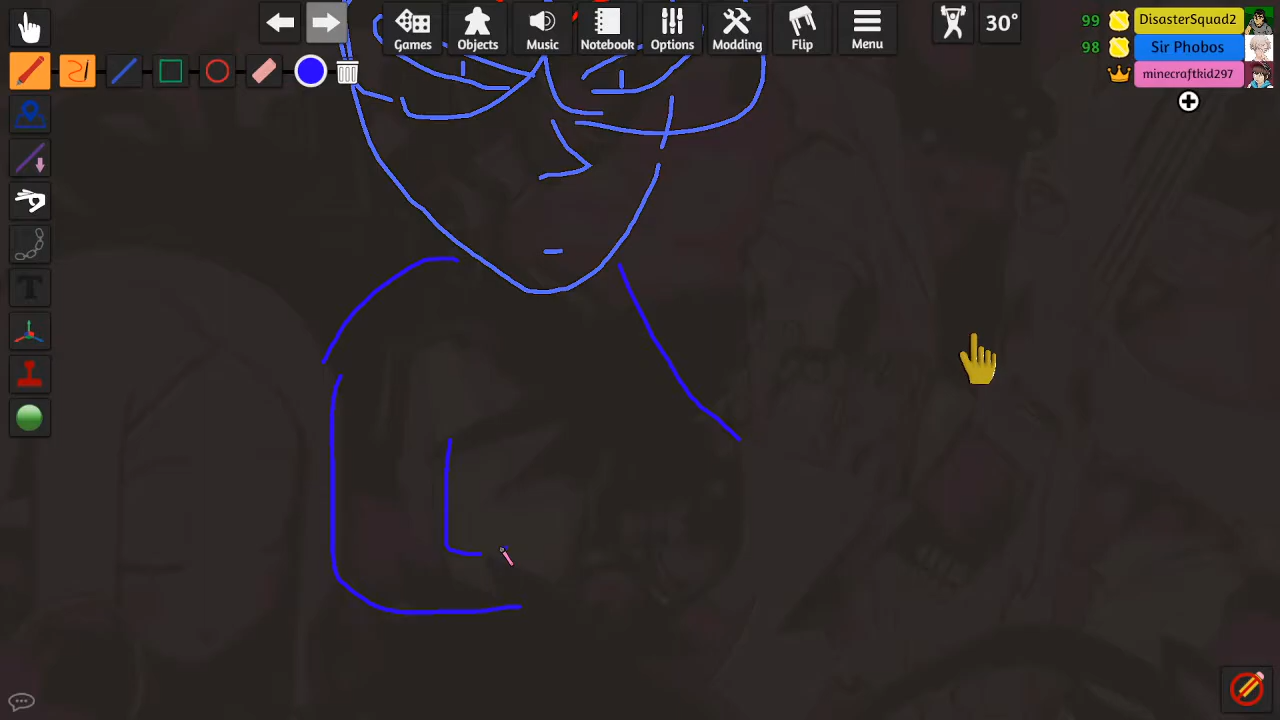 Games Objects Music Notebook Options Modding Flip Menu 30°
99 DisasterSquad2
98 Sir Phobos
minecraftkid297
T